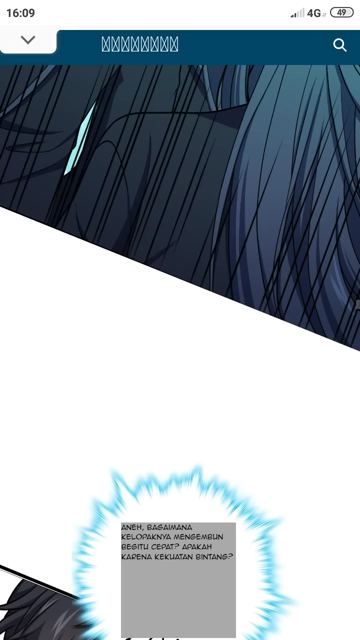 16:09
4G
49
ANEH, BAGAIMANA
KELOPAKNYA MENGEMBUN
BEGITU CEPAT? APAKAH
KARENA KEKUATAN BINTANG?